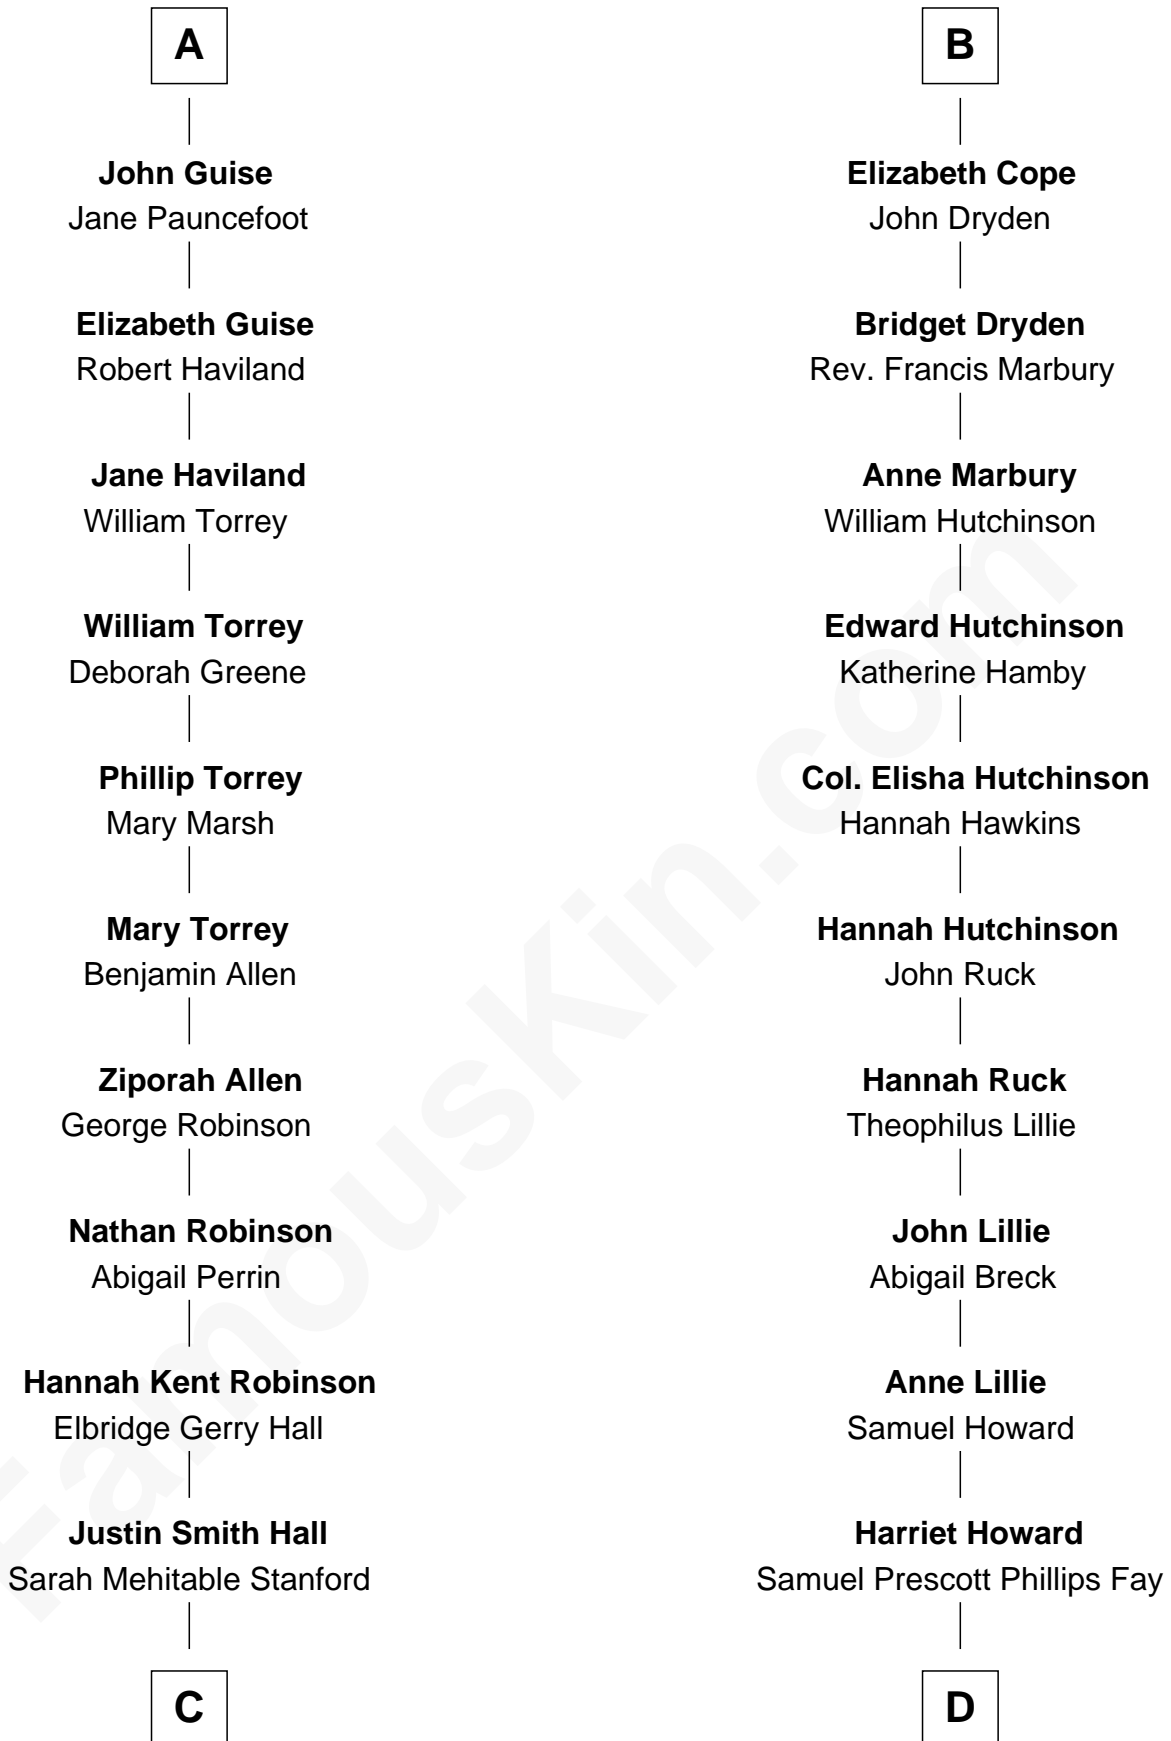 A
John Guise
Jane Pauncefoot
Elizabeth Guise
Robert Haviland
Jane Haviland
William Torrey
William Torrey
Deborah Greene
Phillip Torrey
Mary Marsh
Mary Torrey
Benjamin Allen
Ziporah Allen
George Robinson
Nathan Robinson
Abigail Perrin
Hannah Kent Robinson
Elbridge Gerry Hall
Justin Smith Hall
Sarah Mehitable Stanford
C
B
Elizabeth Cope
John Dryden
Bridget Dryden
Rev. Francis Marbury
Anne Marbury
William Hutchinson
Edward Hutchinson
Katherine Hamby
Col. Elisha Hutchinson
Hannah Hawkins
Hannah Hutchinson
John Ruck
Hannah Ruck
Theophilus Lillie
John Lillie
Abigail Breck
Anne Lillie
Samuel Howard
Harriet Howard
Samuel Prescott Phillips Fay
D
FamousKin.com